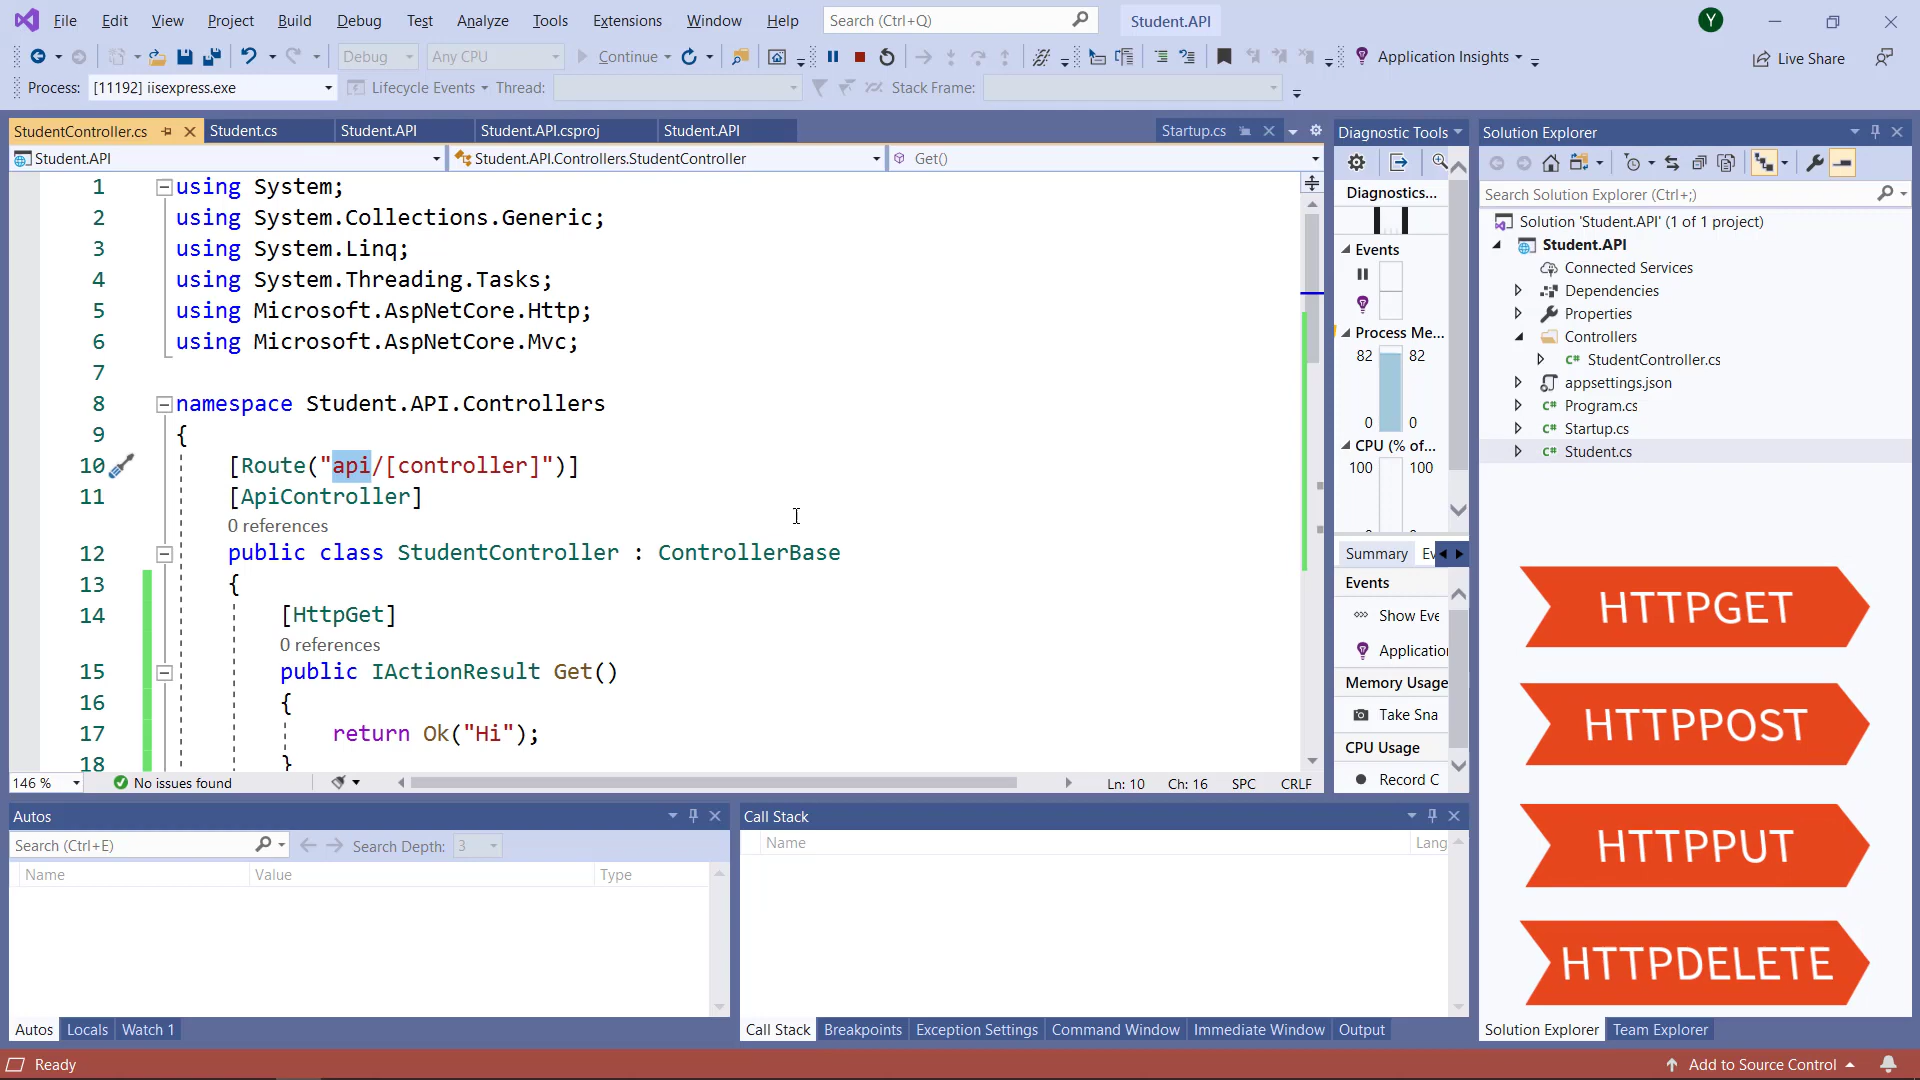 File Edit View Project Build Debug Test Analyze Tools Extensions Window Help Search (Ctrl+Q) Student.API Y
Debug Any CPU Continue Application Insights Live Share
Process: [11192] iisexpress.exe Lifecycle Events Thread: Stack Frame:
StudentController.cs Student.cs Student.API Student.API.csproj Student.API Startup.cs
Student.API Student.API.Controllers.StudentController Get()
1 using System;
2 using System.Collections.Generic;
3 using System.Linq;
4 using System.Threading.Tasks;
5 using Microsoft.AspNetCore.Http;
6 using Microsoft.AspNetCore.Mvc;
7
8 namespace Student.API.Controllers
9 {
10 [Route("api/[controller]")]
11 [ApiController]
0 references
12 public class StudentController : ControllerBase
13 {
14 [HttpGet]
0 references
15 public IActionResult Get()
16 {
17 return Ok("Hi");
18 }
146 % No issues found Ln: 10 Ch: 16 SPC CRLF
Diagnostic Tools
Diagnostics...
Events
Process Me...
82 82
0 0
CPU (% of...
100 100
Summary Ev
Events
Show Eve
Application
Memory Usage
Take Sna
CPU Usage
Record C
Solution Explorer
Search Solution Explorer (Ctrl+;)
Solution 'Student.API' (1 of 1 project)
Student.API
Connected Services
Dependencies
Properties
Controllers
C# StudentController.cs
appsettings.json
C# Program.cs
C# Startup.cs
C# Student.cs
HTTPGET
HTTPPOST
HTTPPUT
HTTPDELETE
Autos
Search (Ctrl+E) Search Depth: 3
Name Value Type
Autos Locals Watch 1
Call Stack
Name Lang
Call Stack Breakpoints Exception Settings Command Window Immediate Window Output
Solution Explorer Team Explorer
Ready Add to Source Control